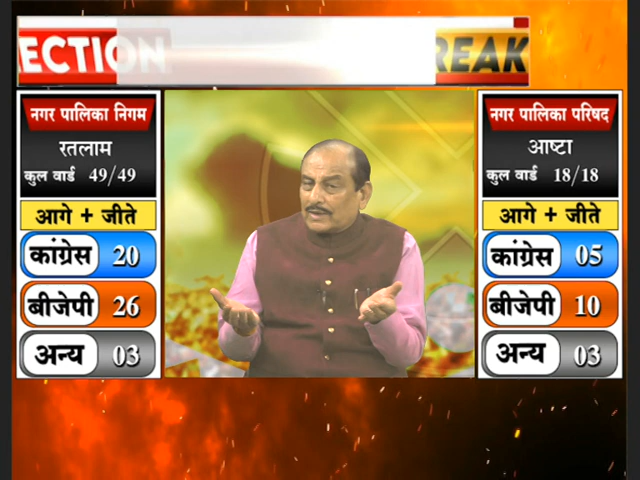 ECTION
REAK
नगर पालिका निगम
रतलाम
कुल वार्ड 49/49
आगे + जीते
कांग्रेस 20
बीजेपी 26
अन्य 03
नगर पालिका परिषद
आष्टा
कुल वार्ड 18/18
आगे + जीते
कांग्रेस 05
बीजेपी 10
अन्य 03